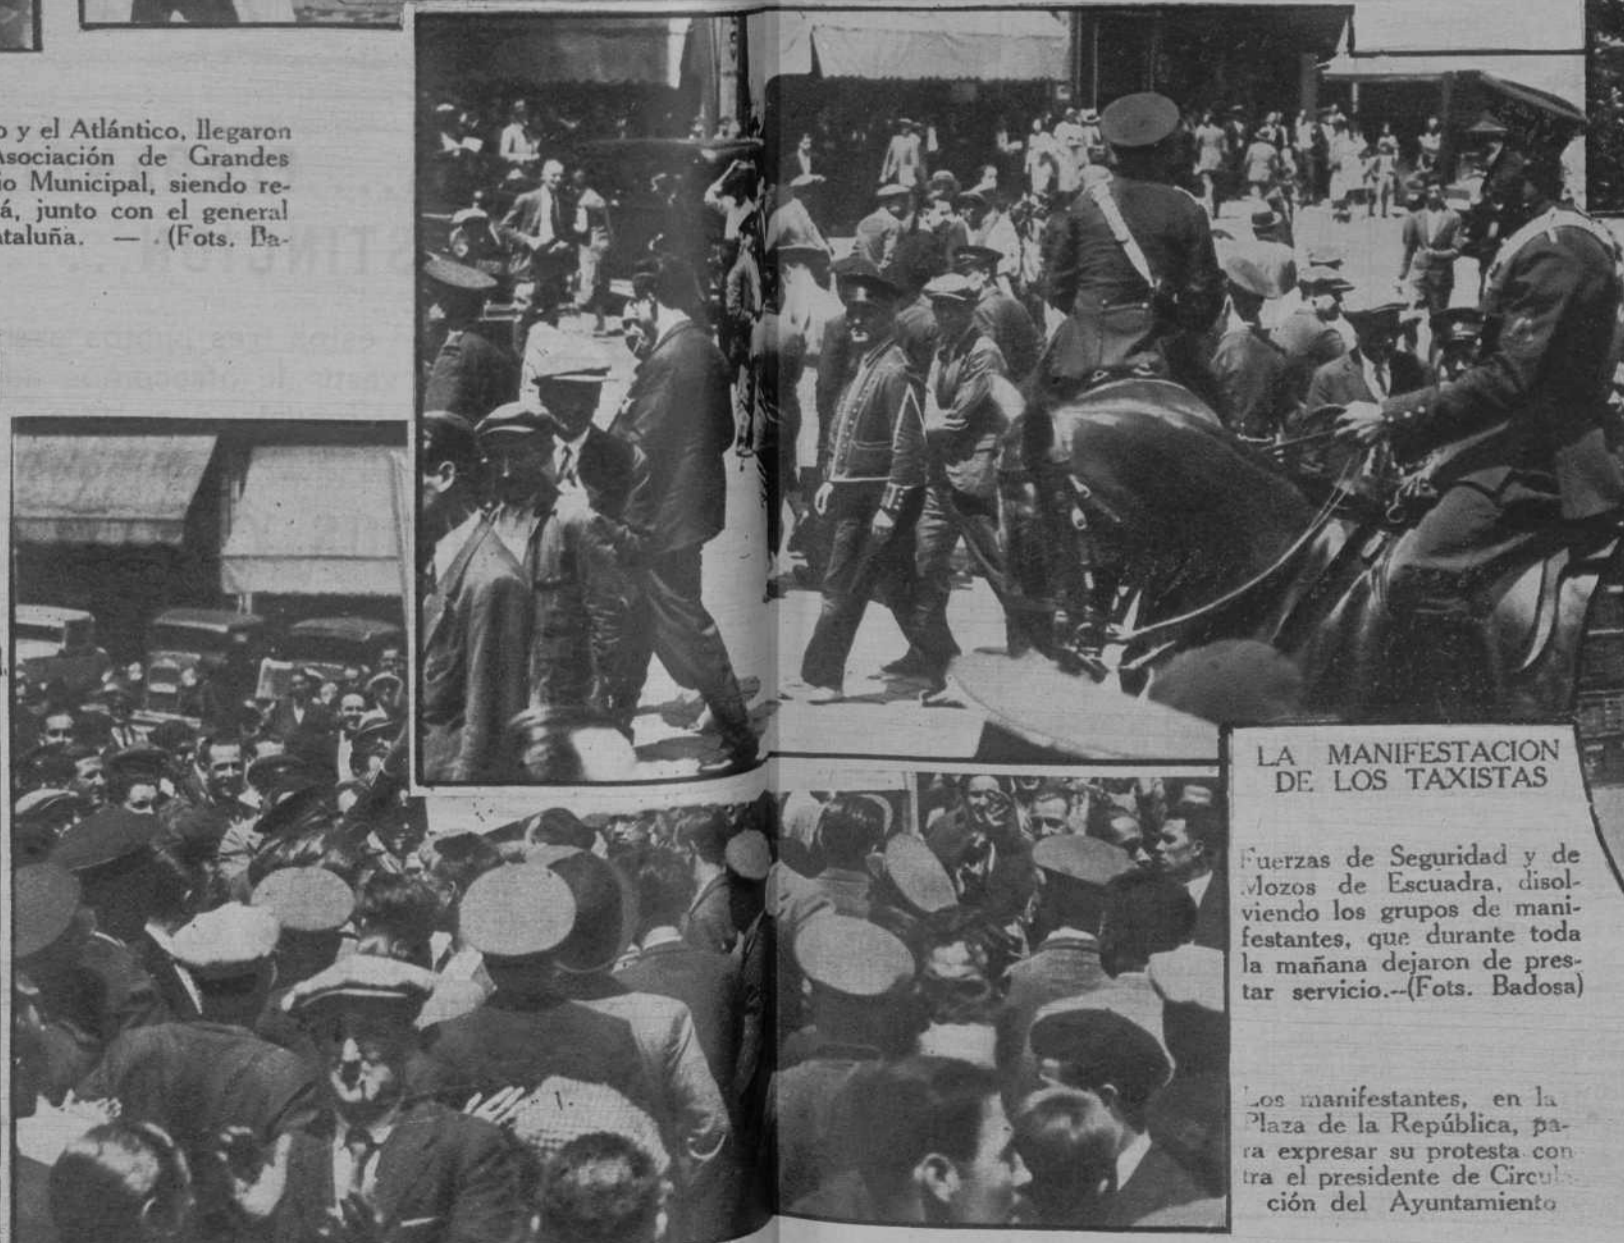 o y el Atlántico, llegaron
Asociación de Grandes
io Municipal, siendo re-
á, junto con el general
ataluña. — . (Fots. Ba-
LA MANIFESTACION
DE LOS TAXISTAS
Fuerzas de Seguridad y de
Mozos de Escuadra, disol-
viendo los grupos de mani-
festantes, que durante toda
la mañana dejaron de pres-
tar servicio.--(Fots. Badosa)
Los manifestantes, en la
Plaza de la República, pa-
ra expresar su protesta con
tra el presidente de Circula-
ción del Ayuntamiento